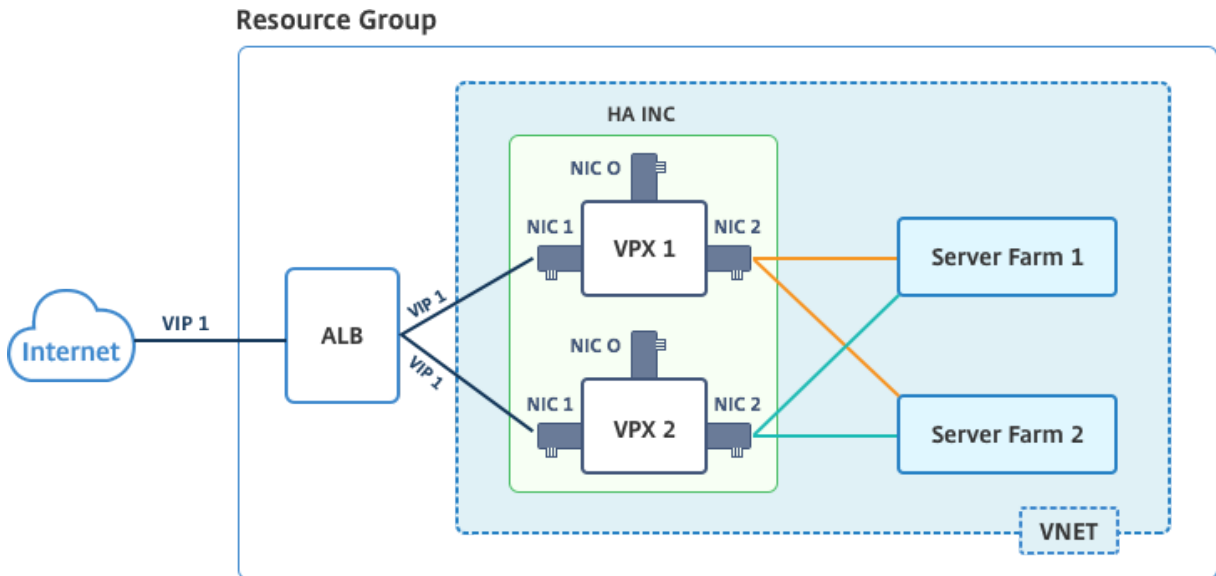 Resource Group
HA INC
NIC O
NIC 1
VPX 1
NIC 2
Server Farm 1
VIP 1
Internet
VIP 1
ALB
VIP 1
NIC O
NIC 1
VPX 2
NIC 2
Server Farm 2
VNET